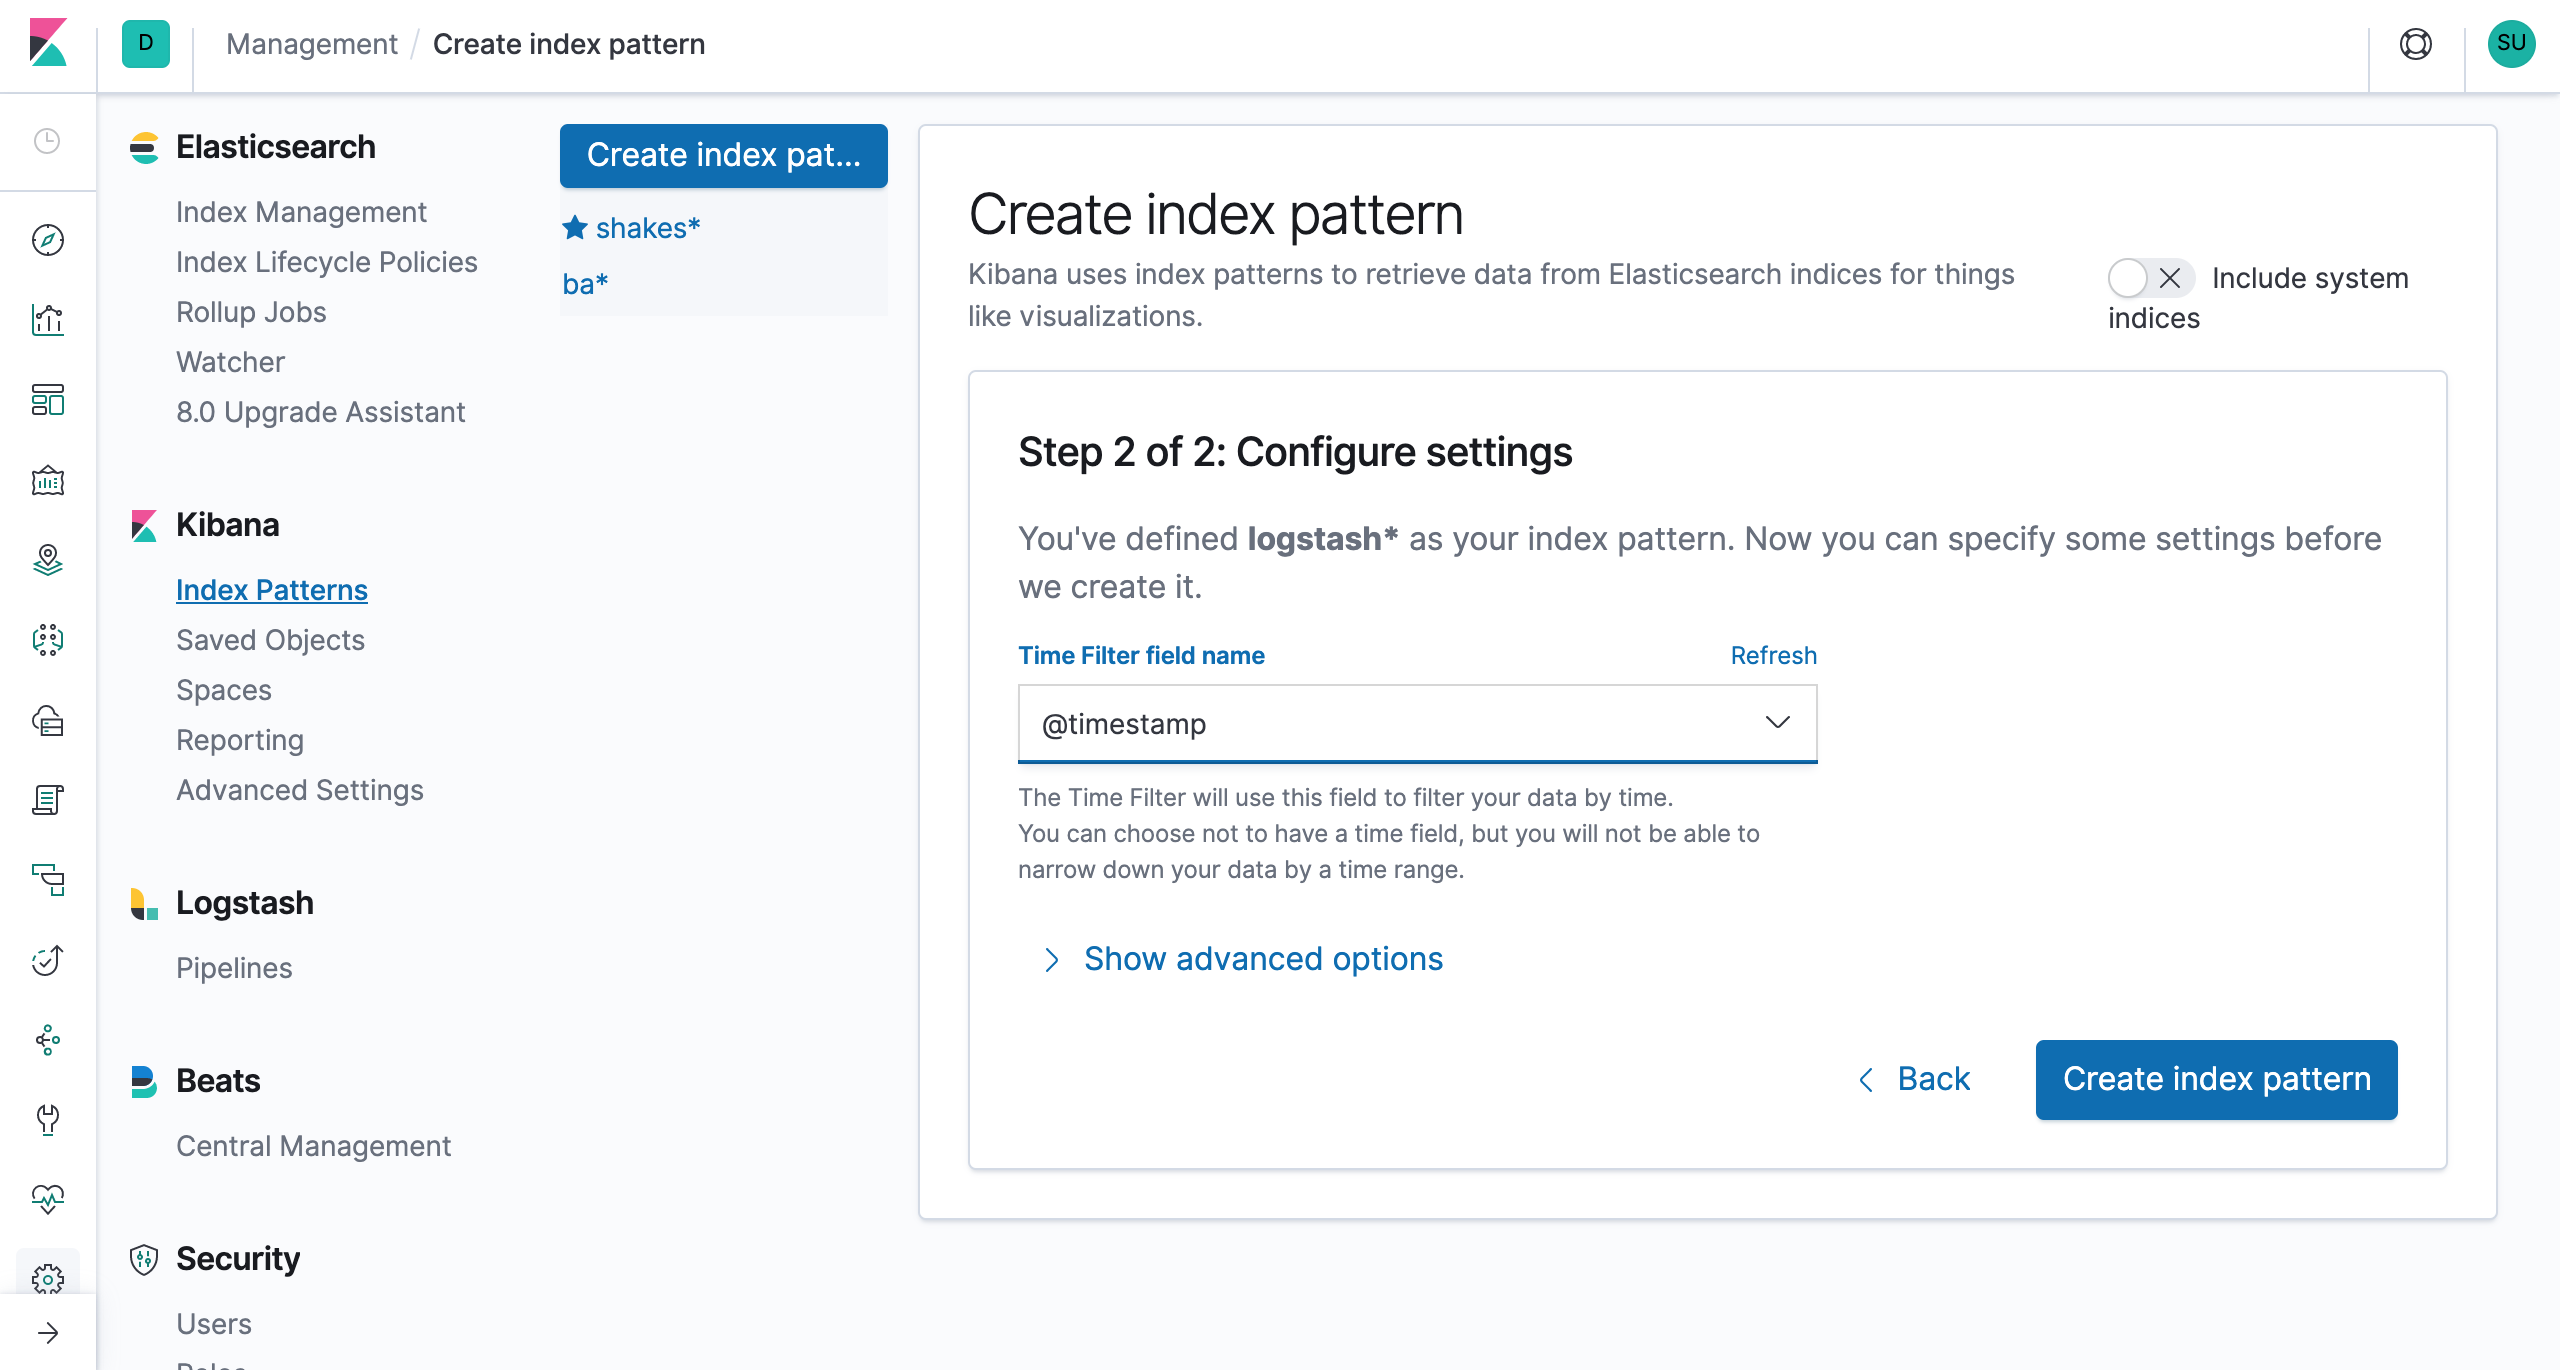 D
Management / Create index pattern
SU
Elasticsearch
Index Management
Index Lifecycle Policies
Rollup Jobs
Watcher
8.0 Upgrade Assistant
Kibana
Index Patterns
Saved Objects
Spaces
Reporting
Advanced Settings
Logstash
Pipelines
Beats
Central Management
Security
Users
Create index pat...
shakes*
ba*
Create index pattern
Kibana uses index patterns to retrieve data from Elasticsearch indices for things
like visualizations.
Include system
indices
Step 2 of 2: Configure settings
You've defined logstash* as your index pattern. Now you can specify some settings before
we create it.
Time Filter field name
Refresh
@timestamp
The Time Filter will use this field to filter your data by time.
You can choose not to have a time field, but you will not be able to
narrow down your data by a time range.
Show advanced options
Back
Create index pattern